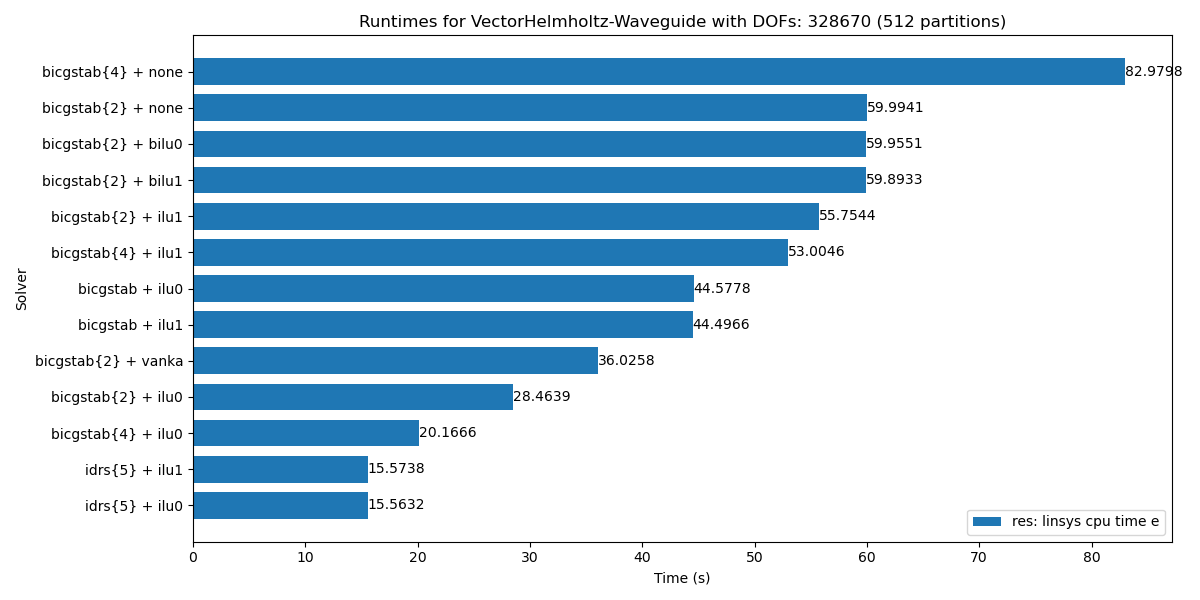 Runtimes for VectorHelmholtz-Waveguide with DOFs: 328670 (512 partitions)
Solver
bicgstab{4} + none 82.9798
bicgstab{2} + none 59.9941
bicgstab{2} + bilu0 59.9551
bicgstab{2} + bilu1 59.8933
bicgstab{2} + ilu1 55.7544
bicgstab{4} + ilu1 53.0046
bicgstab + ilu0 44.5778
bicgstab + ilu1 44.4966
bicgstab{2} + vanka 36.0258
bicgstab{2} + ilu0 28.4639
bicgstab{4} + ilu0 20.1666
idrs{5} + ilu1 15.5738
idrs{5} + ilu0 15.5632
res: linsys cpu time e
0 10 20 30 40 50 60 70 80
Time (s)